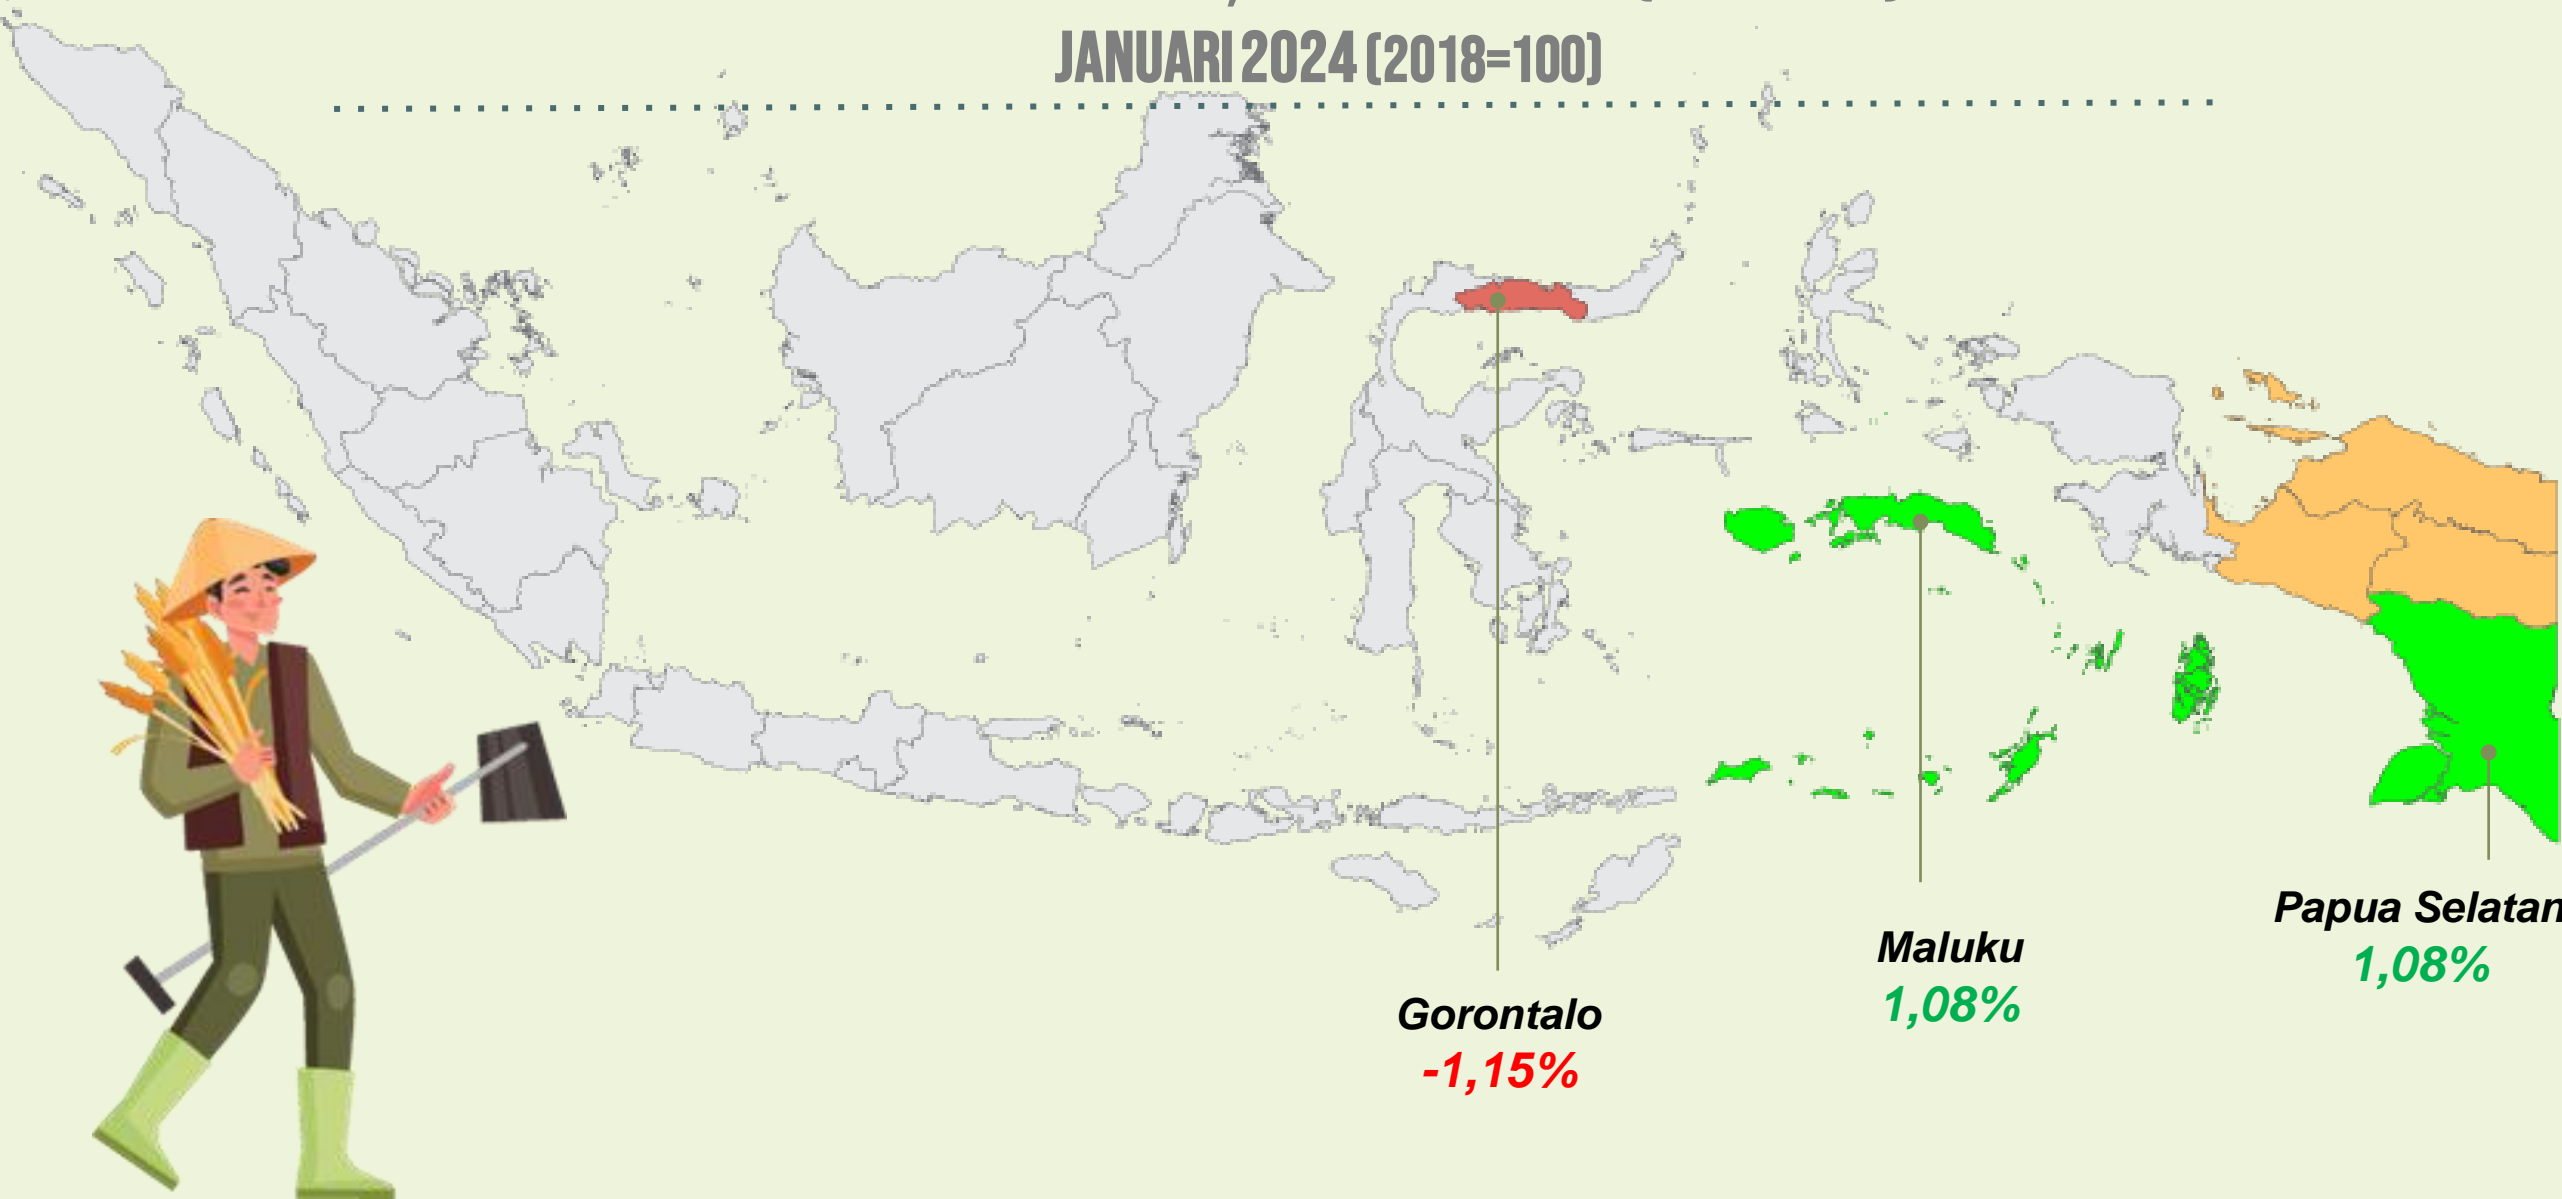 JANUARI 2024 (2018=100)
Papua Selatan
1,08%
Maluku
1,08%
Gorontalo
-1,15%